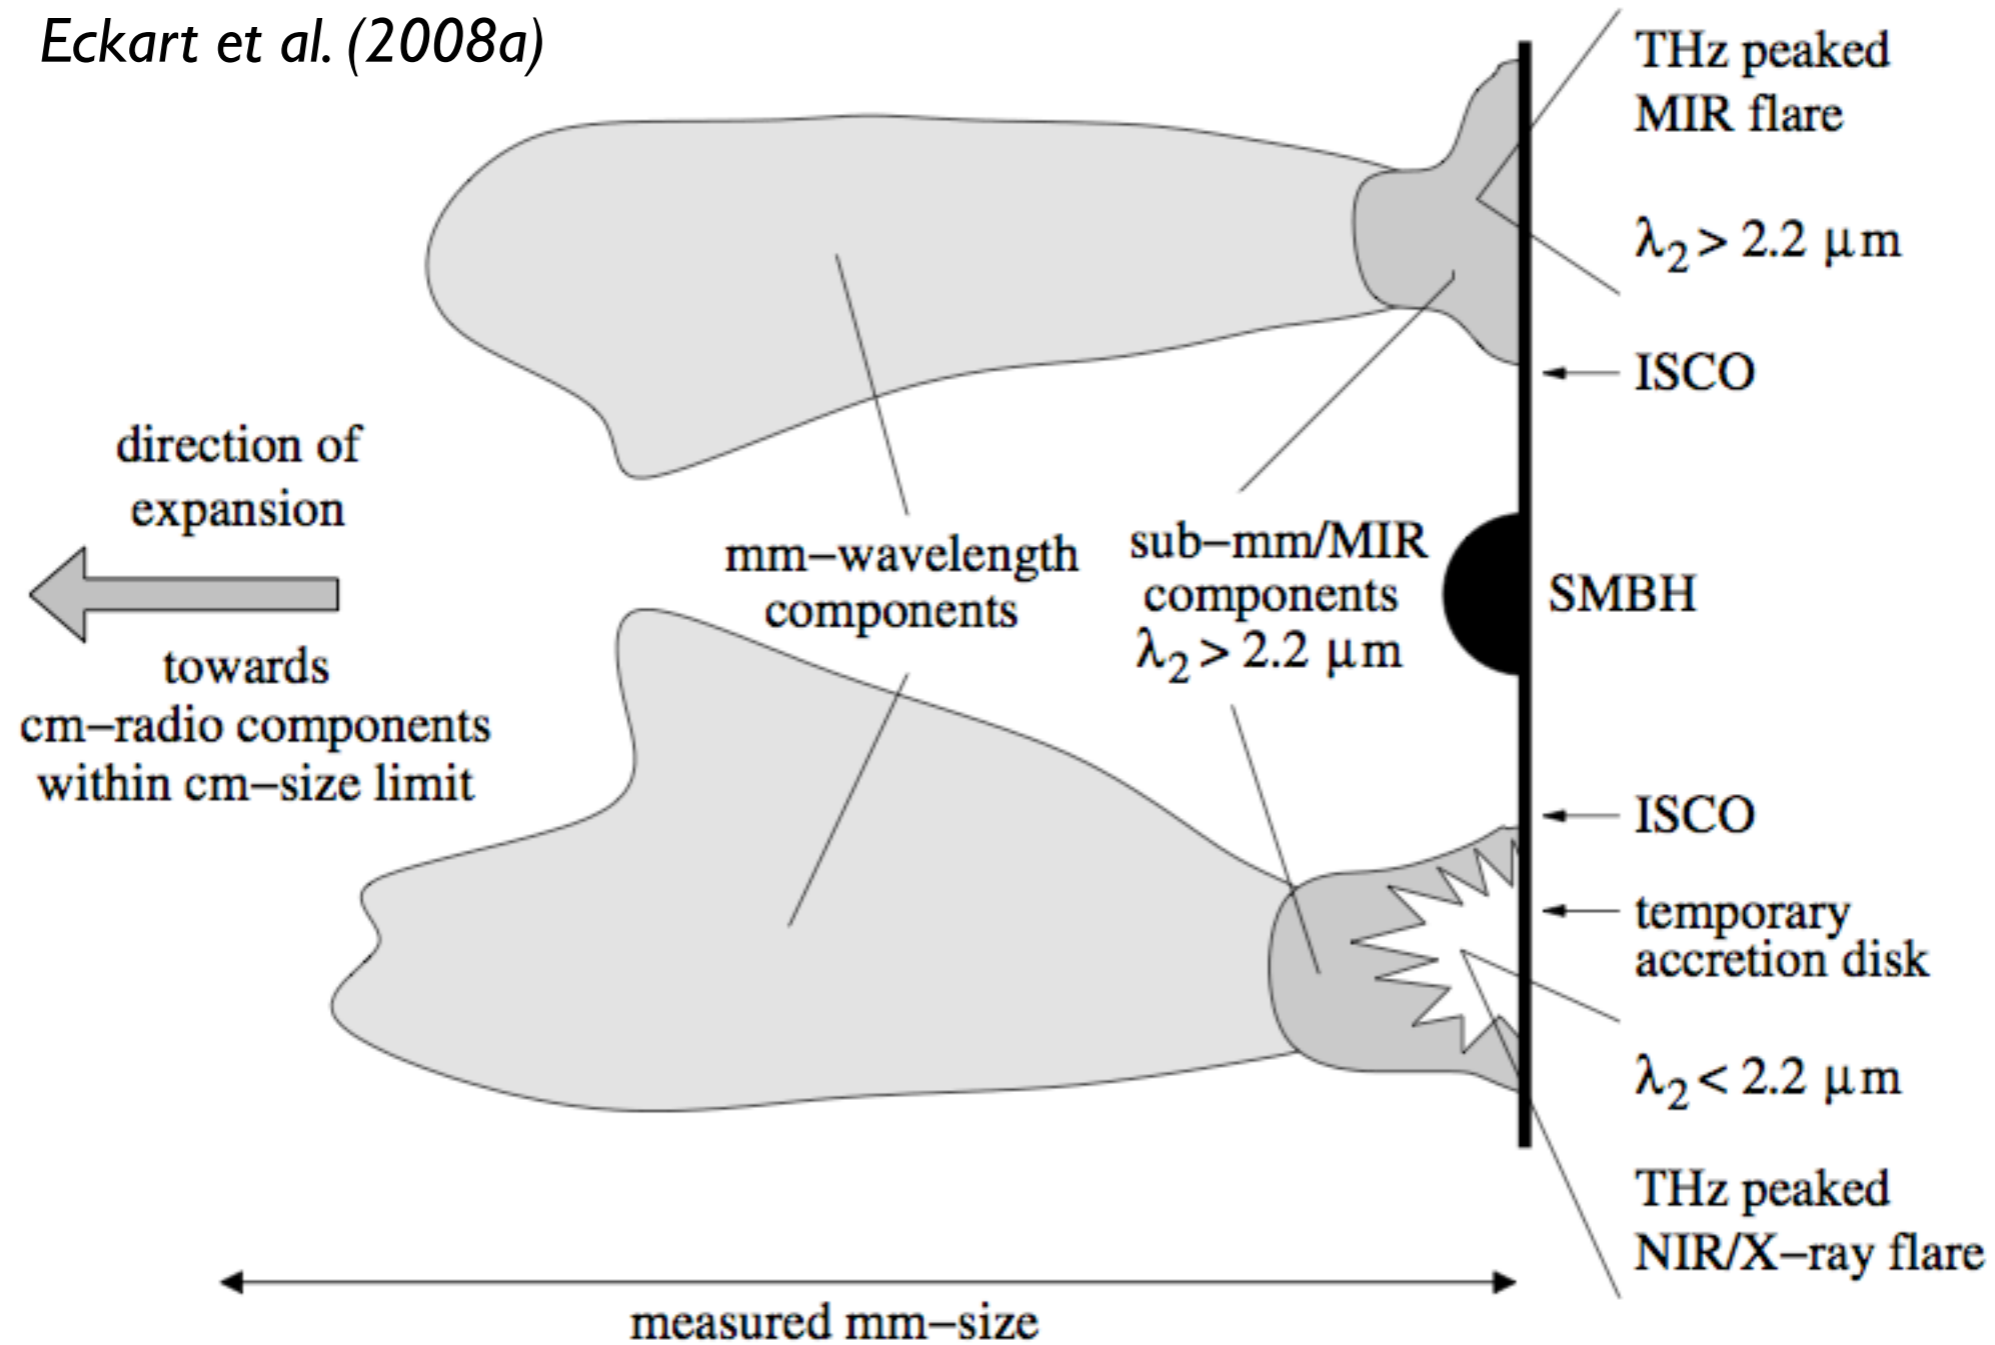 Eckart et al. (2008a)
THz peaked
MIR flare
λ2 > 2.2 μm
ISCO
direction of
expansion
towards
cm−radio components
within cm−size limit
mm−wavelength
components
sub−mm/MIR
components
λ2 > 2.2 μm
SMBH
ISCO
temporary
accretion disk
λ2 < 2.2 μm
THz peaked
NIR/X−ray flare
measured mm−size